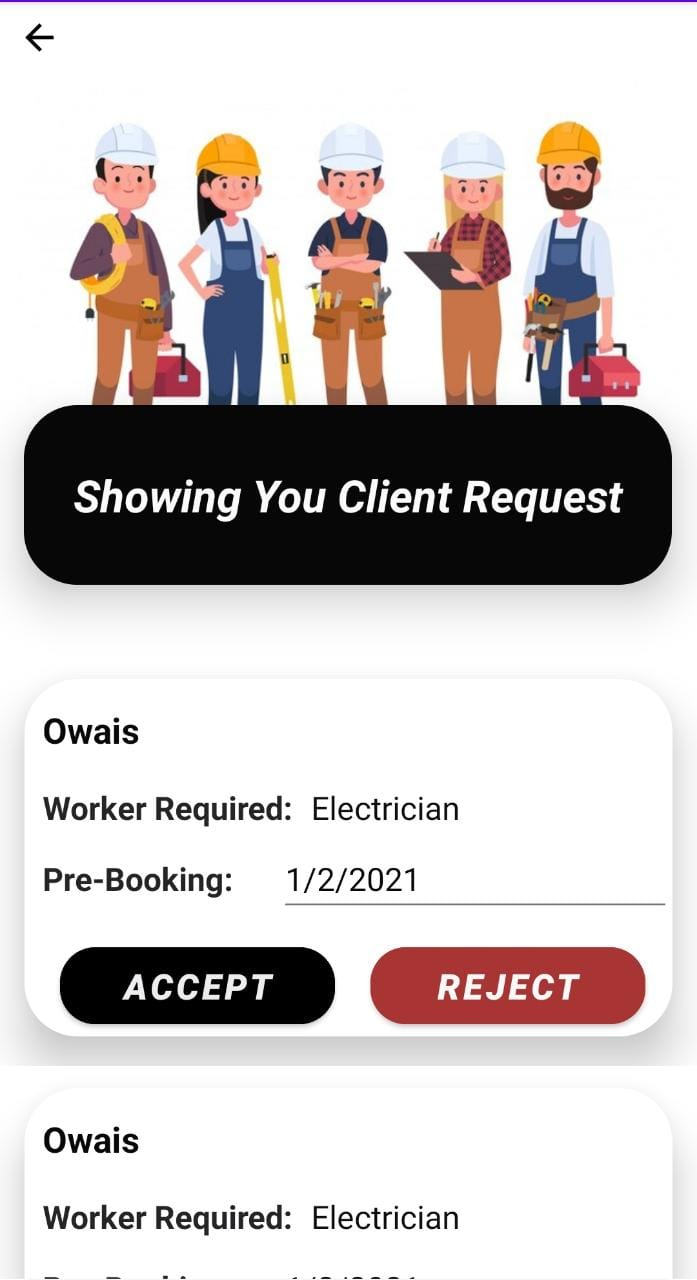 Showing You Client Request
Owais
Worker Required: Electrician
Pre-Booking: 1/2/2021
ACCEPT REJECT
Owais
Worker Required: Electrician